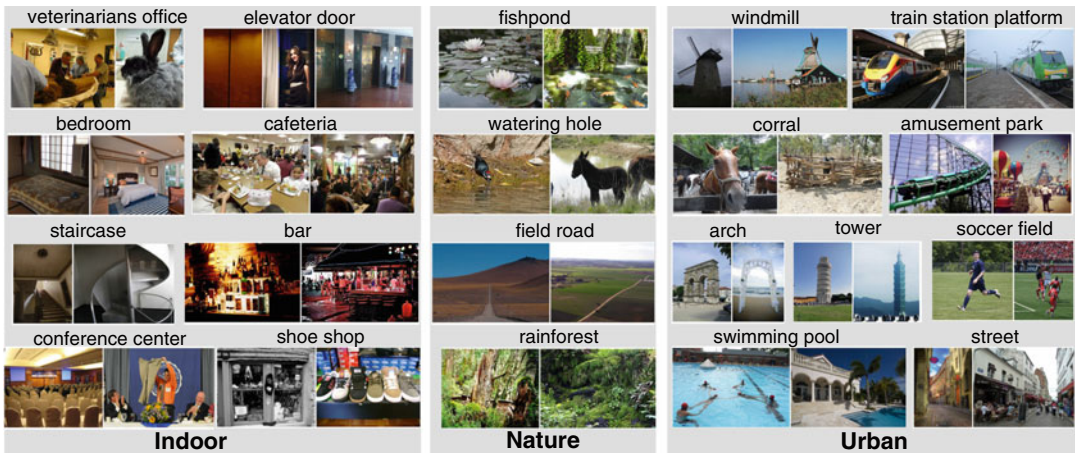 veterinarians office
elevator door
bedroom
cafeteria
staircase
bar
conference center
shoe shop
Indoor
fishpond
watering hole
field road
rainforest
Nature
windmill
train station platform
corral
amusement park
arch
tower
soccer field
swimming pool
street
Urban